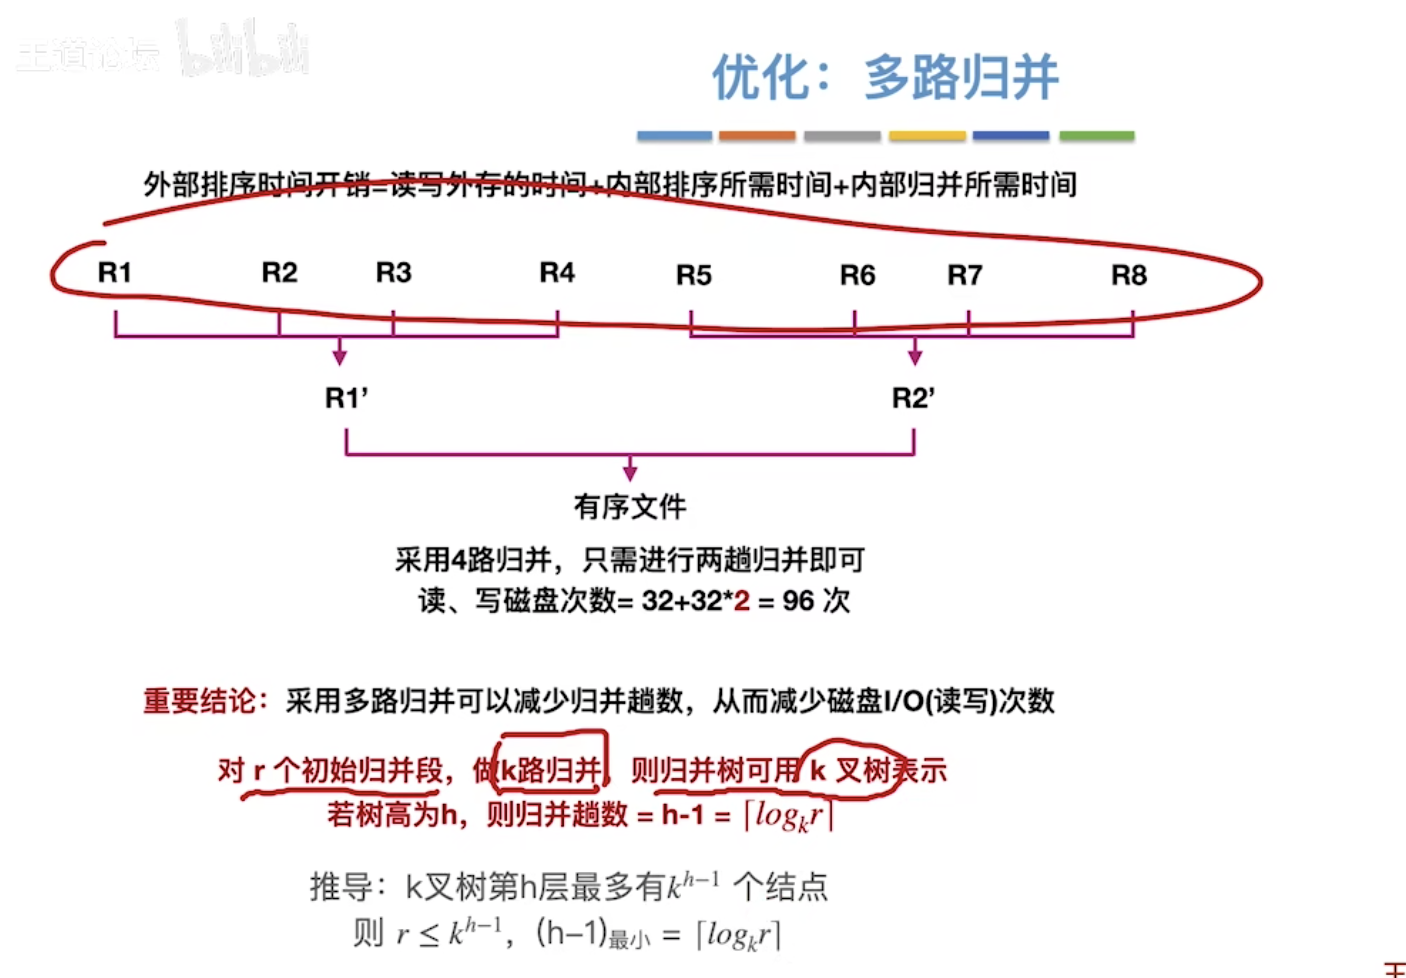 王道论坛 bilibili
优化：多路归并
外部排序时间开销=读写外存的时间+内部排序所需时间+内部归并所需时间
R1 R2 R3 R4 R5 R6 R7 R8
R1’ R2’
有序文件
采用4路归并，只需进行两趟归并即可
读、写磁盘次数= 32+32*2 = 96 次
重要结论：采用多路归并可以减少归并趟数，从而减少磁盘I/O(读写)次数
对 r 个初始归并段，做k路归并，则归并树可用 k 叉树表示
若树高为h，则归并趟数 = h-1 = ⌈logₖr⌉
推导：k叉树第h层最多有kʰ⁻¹ 个结点
则 r ≤ kʰ⁻¹，(h−1)最小 = ⌈logₖr⌉